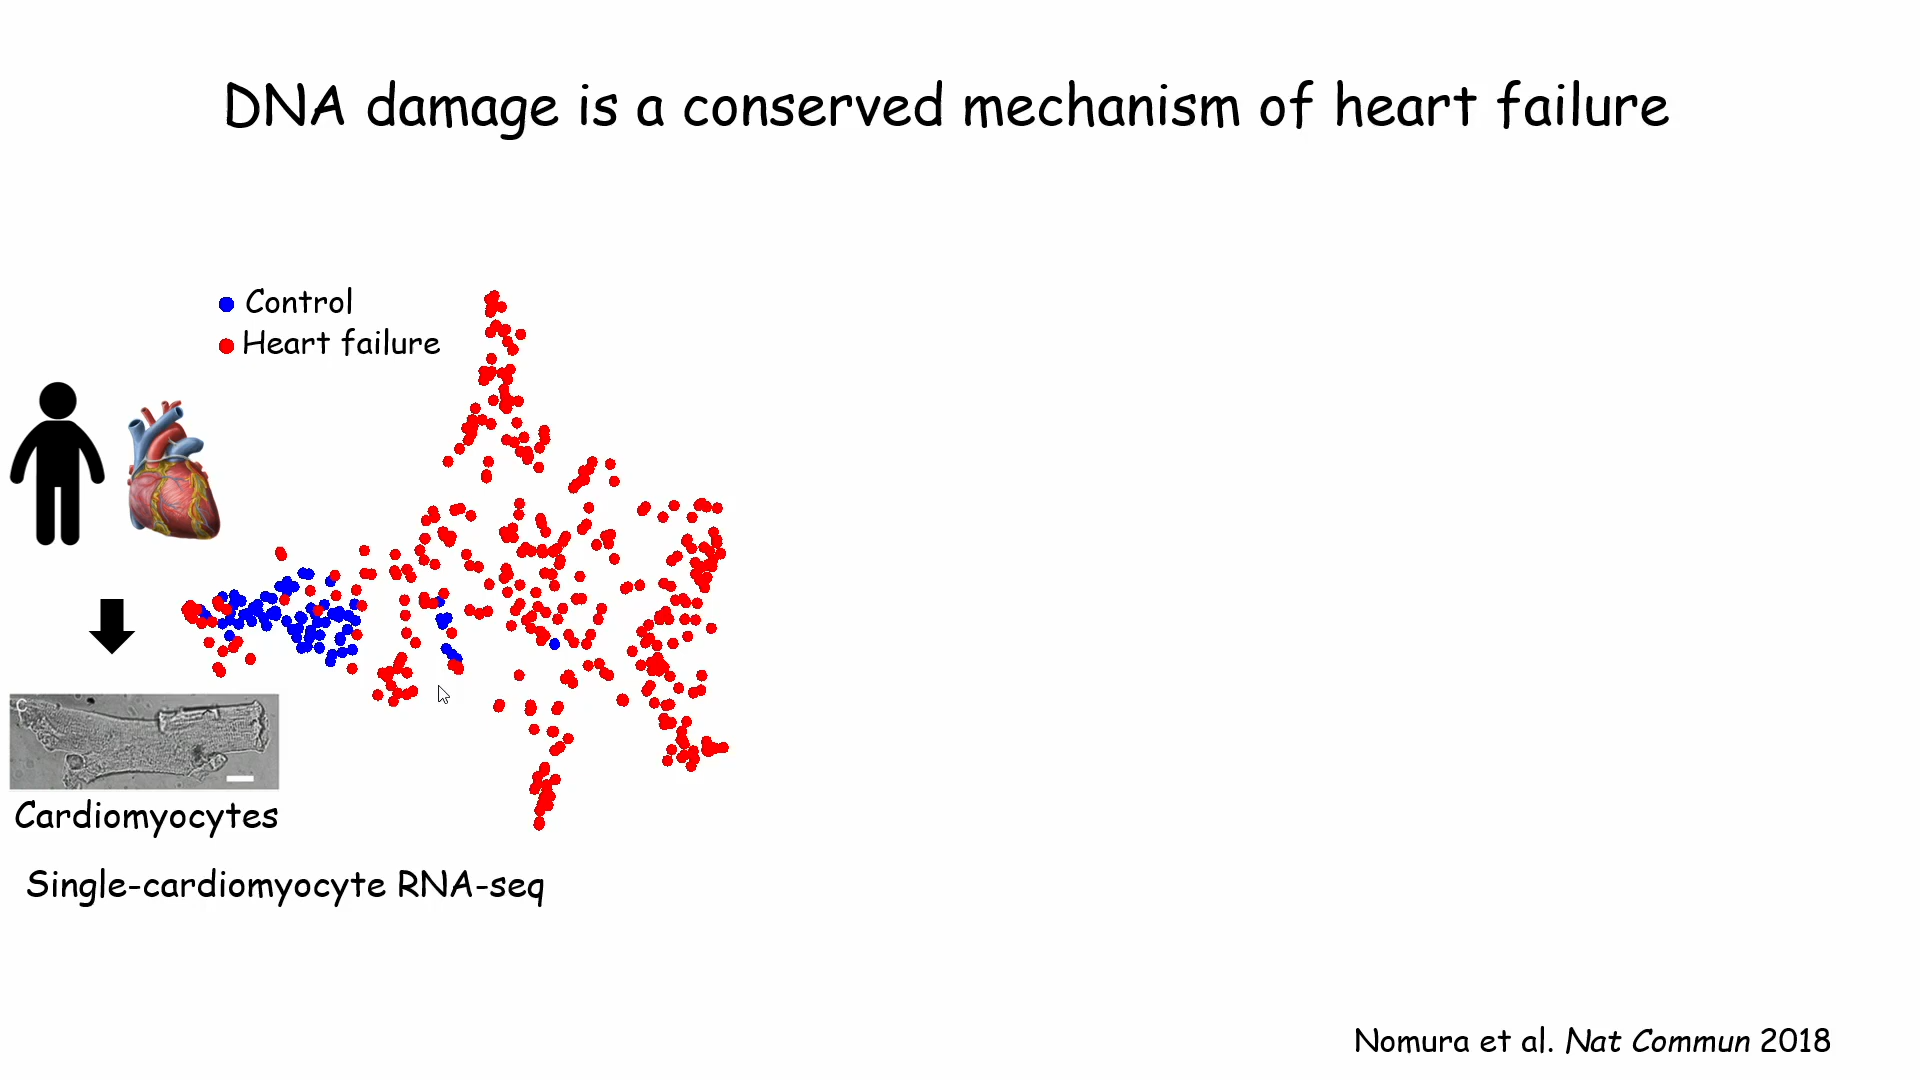 DNA damage is a conserved mechanism of heart failure
Control
Heart failure
C
Cardiomyocytes
Single-cardiomyocyte RNA-seq
Nomura et al. Nat Commun 2018